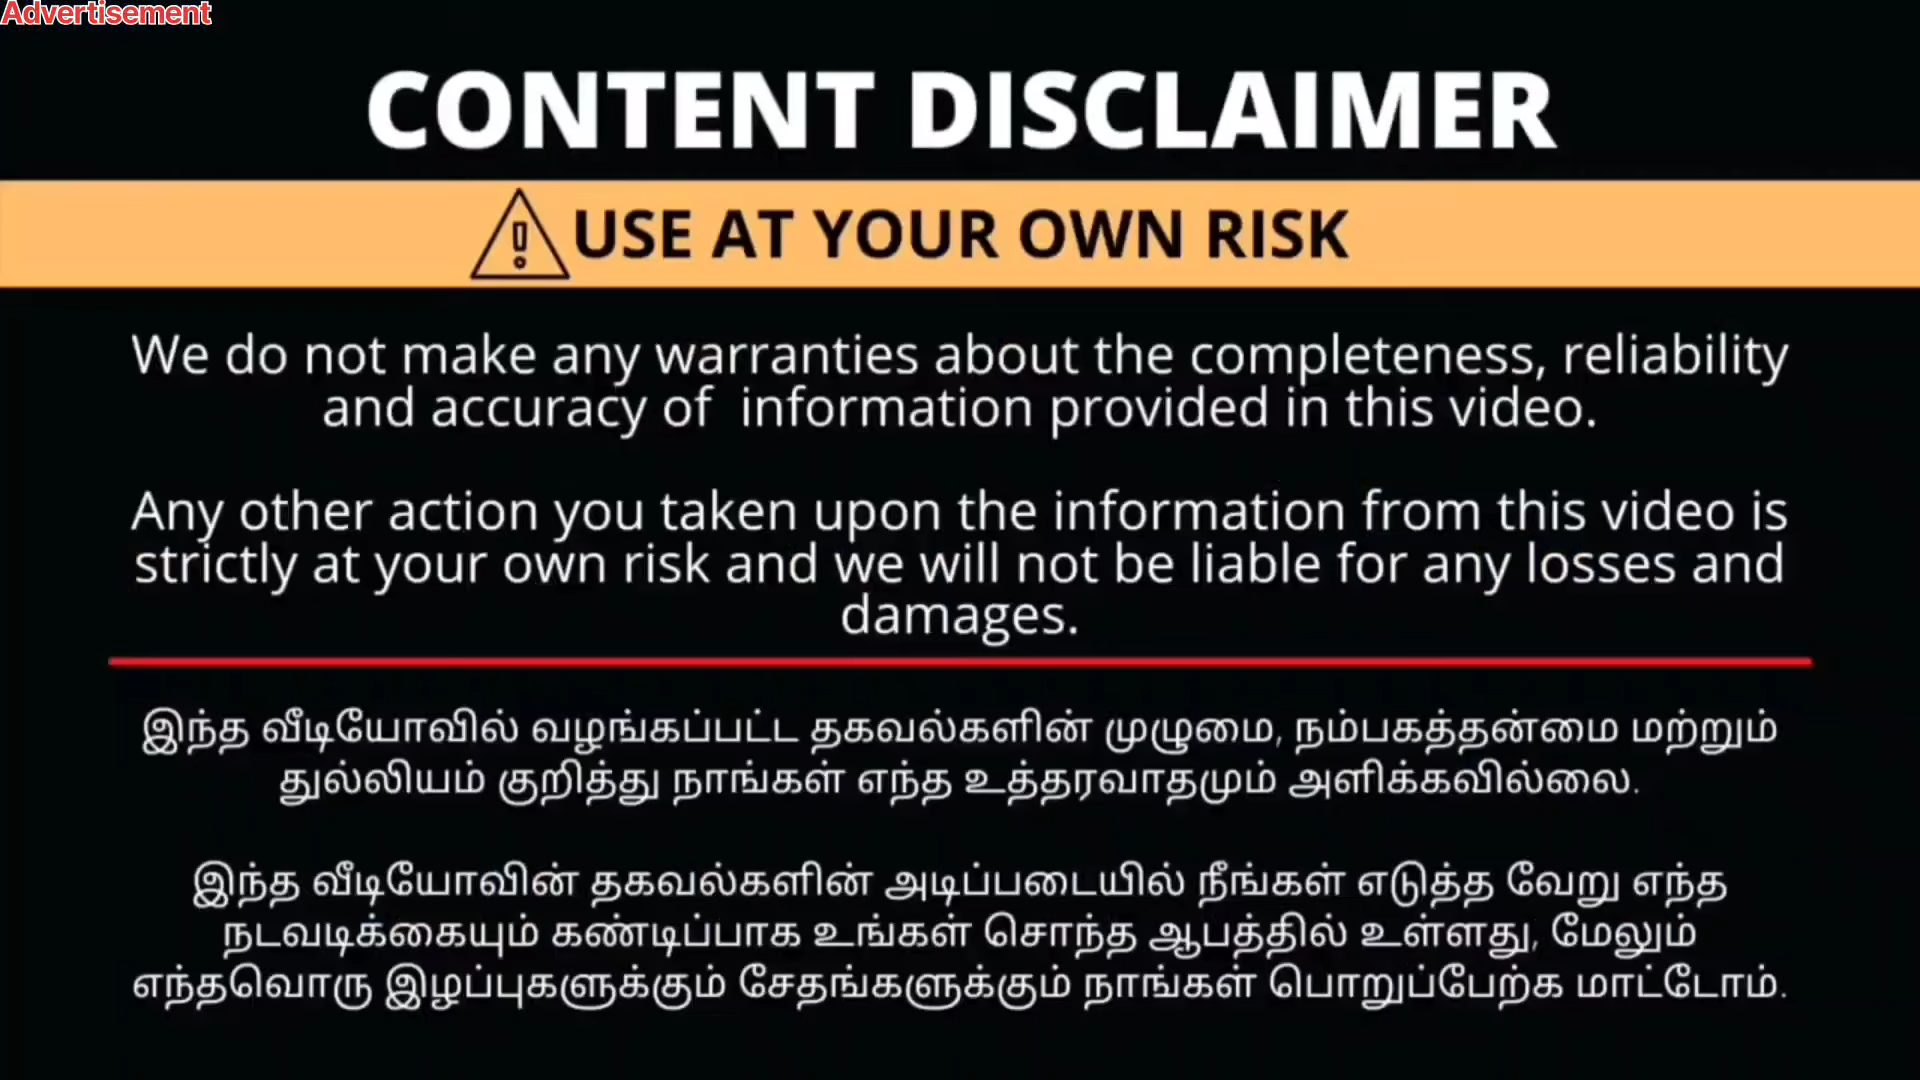 Advertisement
CONTENT DISCLAIMER
USE AT YOUR OWN RISK
We do not make any warranties about the completeness, reliability
and accuracy of information provided in this video.
Any other action you taken upon the information from this video is
strictly at your own risk and we will not be liable for any losses and
damages.
இந்த வீடியோவில் வழங்கப்பட்ட தகவல்களின் முழுமை, நம்பகத்தன்மை மற்றும்
துல்லியம் குறித்து நாங்கள் எந்த உத்தரவாதமும் அளிக்கவில்லை.
இந்த வீடியோவின் தகவல்களின் அடிப்படையில் நீங்கள் எடுத்த வேறு எந்த
நடவடிக்கையும் கண்டிப்பாக உங்கள் சொந்த ஆபத்தில் உள்ளது, மேலும்
எந்தவொரு இழப்புகளுக்கும் சேதங்களுக்கும் நாங்கள் பொறுப்பேற்க மாட்டோம்.